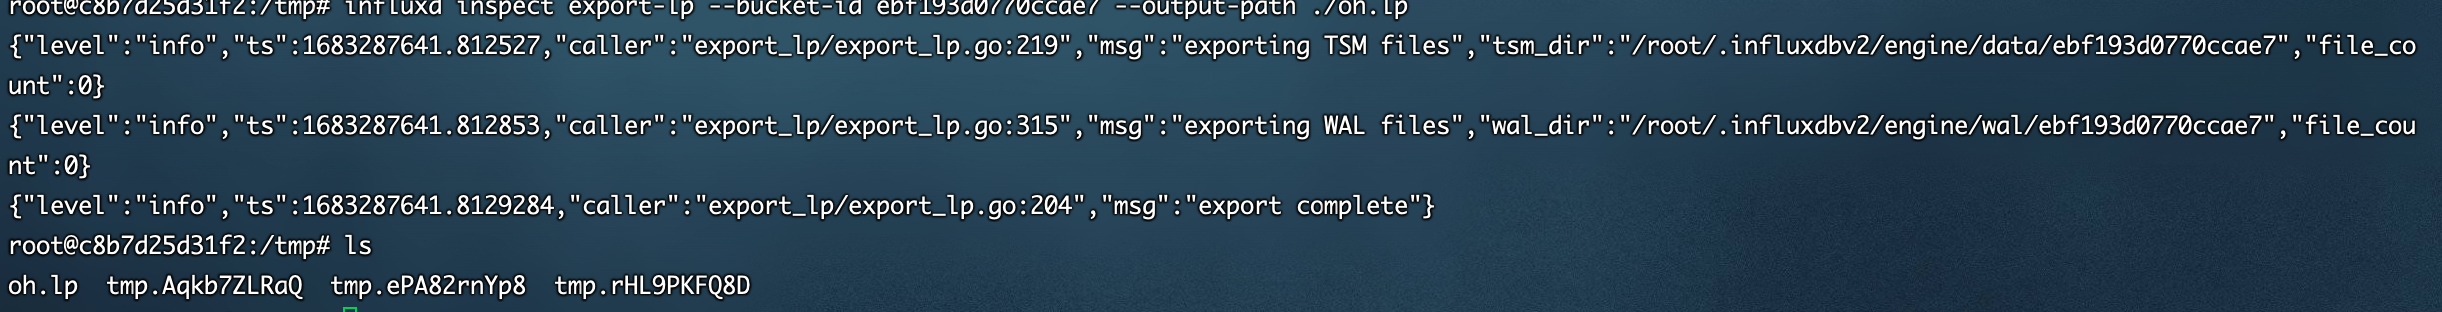 root@c8b7d25d31f2:/tmp# influxd inspect export-lp --bucket-id ebf193d0770ccae7 --output-path ./oh.lp
{"level":"info","ts":1683287641.812527,"caller":"export_lp/export_lp.go:219","msg":"exporting TSM files","tsm_dir":"/root/.influxdbv2/engine/data/ebf193d0770ccae7","file_co
unt":0}
{"level":"info","ts":1683287641.812853,"caller":"export_lp/export_lp.go:315","msg":"exporting WAL files","wal_dir":"/root/.influxdbv2/engine/wal/ebf193d0770ccae7","file_cou
nt":0}
{"level":"info","ts":1683287641.8129284,"caller":"export_lp/export_lp.go:204","msg":"export complete"}
root@c8b7d25d31f2:/tmp# ls
oh.lp  tmp.Aqkb7ZLRaQ  tmp.ePA82rnYp8  tmp.rHL9PKFQ8D